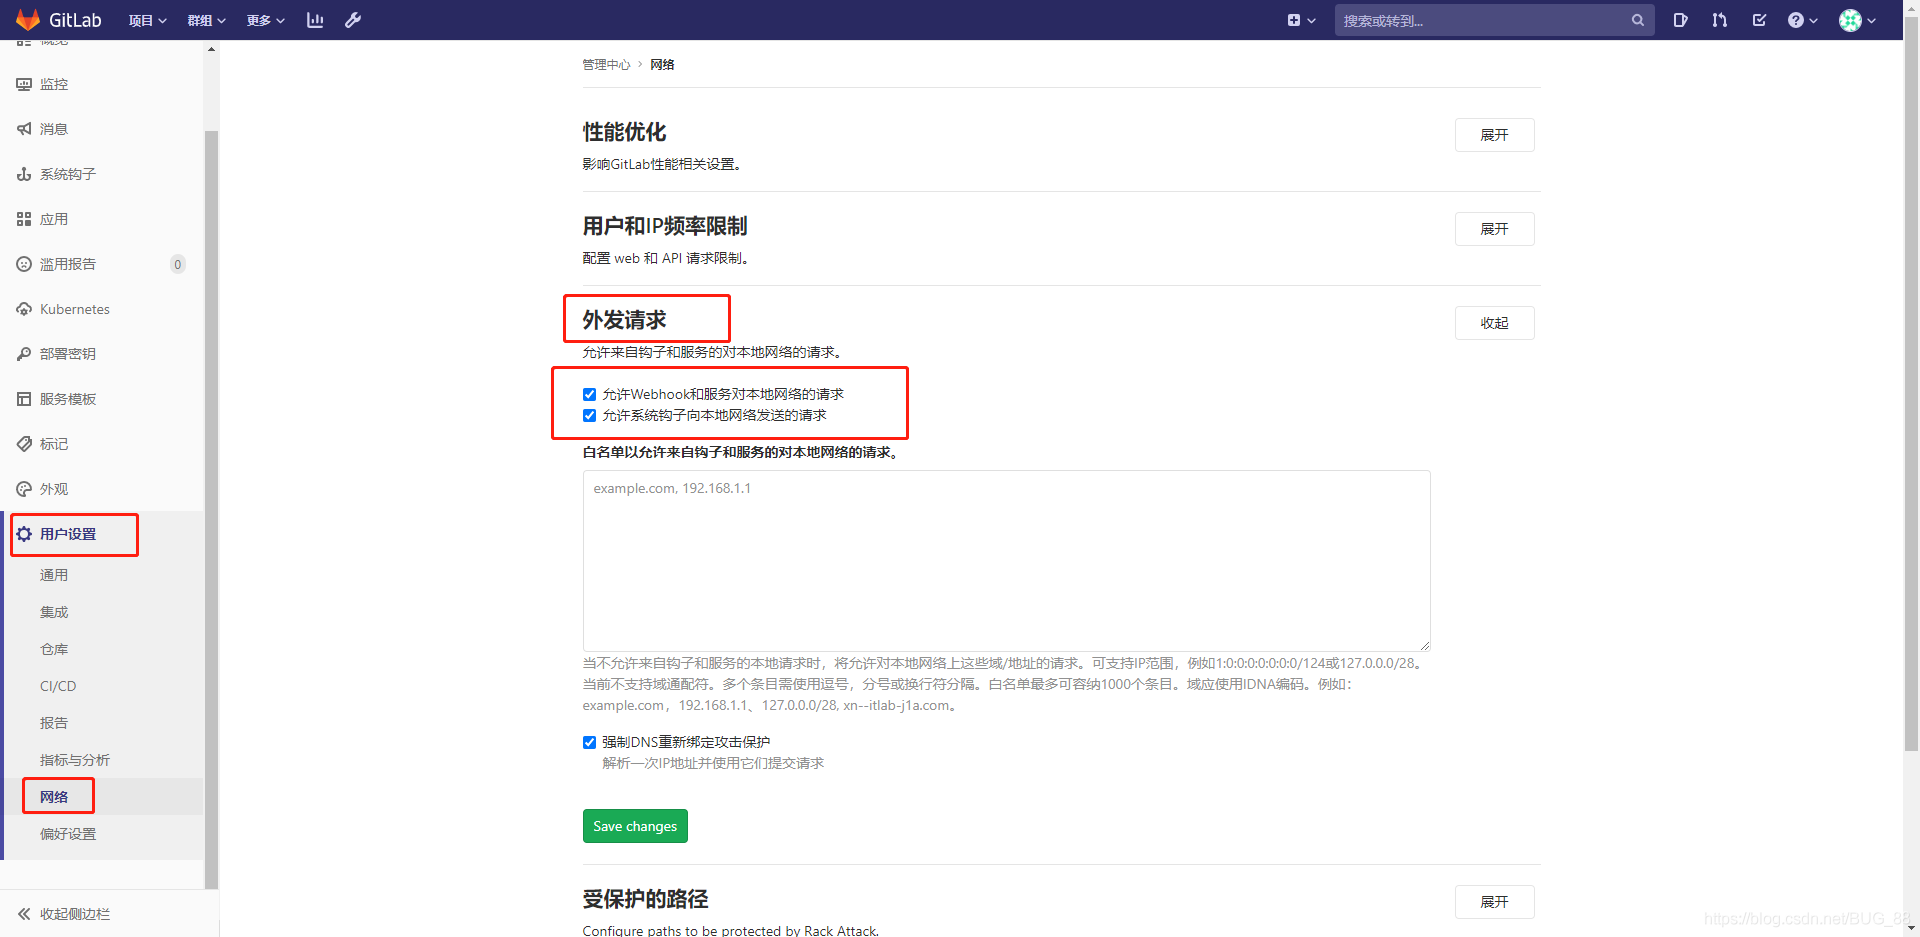 GitLab 项目 群组 更多 搜索或转到...
概览
监控
消息
系统钩子
应用
滥用报告 0
Kubernetes
部署密钥
服务模板
标记
外观
用户设置
通用
集成
仓库
CI/CD
报告
指标与分析
网络
偏好设置
收起侧边栏
管理中心 › 网络
性能优化 展开
影响GitLab性能相关设置。
用户和IP频率限制 展开
配置 web 和 API 请求限制。
外发请求 收起
允许来自钩子和服务的对本地网络的请求。
允许Webhook和服务对本地网络的请求
允许系统钩子向本地网络发送的请求
白名单以允许来自钩子和服务的对本地网络的请求。
example.com, 192.168.1.1
当不允许来自钩子和服务的本地请求时，将允许对本地网络上这些域/地址的请求。可支持IP范围，例如1:0:0:0:0:0:0:0/124或127.0.0.0/28。
当前不支持域通配符。多个条目需使用逗号，分号或换行符分隔。白名单最多可容纳1000个条目。域应使用IDNA编码。例如：
example.com，192.168.1.1、127.0.0.0/28, xn--itlab-j1a.com。
强制DNS重新绑定攻击保护
解析一次IP地址并使用它们提交请求
Save changes
受保护的路径 展开
Configure paths to be protected by Rack Attack.